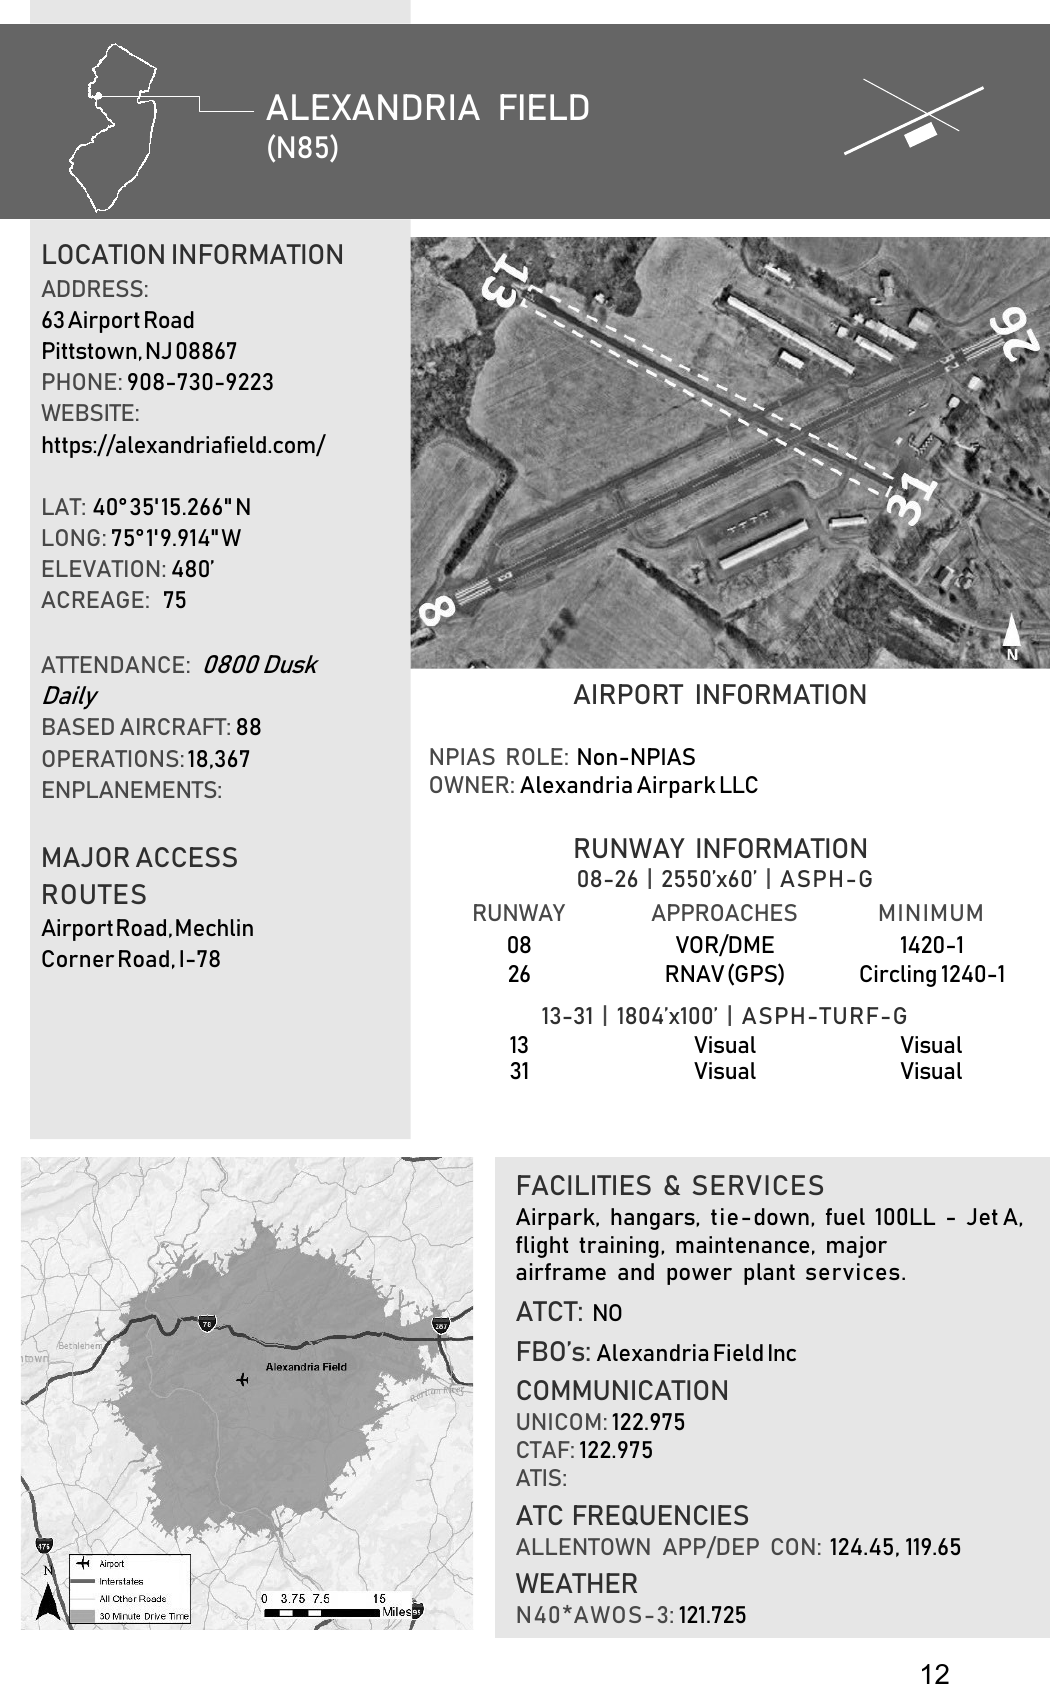 ALEXANDRIA FIELD
(N85)
LOCATION INFORMATION
ADDRESS:
63 Airport Road
Pittstown, NJ 08867
PHONE: 908-730-9223
WEBSITE:
https://alexandriafield.com/
LAT: 40°35'15.266" N
LONG: 75°1'9.914" W
ELEVATION: 480’
ACREAGE: 75
ATTENDANCE: 0800 Dusk
Daily
BASED AIRCRAFT: 88
OPERATIONS: 18,367
ENPLANEMENTS:
MAJOR ACCESS
ROUTES
Airport Road, Mechlin
Corner Road, I-78
13
26
31
8
N
AIRPORT INFORMATION
NPIAS ROLE: Non-NPIAS
OWNER: Alexandria Airpark LLC
RUNWAY INFORMATION
08-26 | 2550’x60’ | ASPH-G
RUNWAY APPROACHES MINIMUM
08 VOR/DME 1420-1
26 RNAV (GPS) Circling 1240-1
13-31 | 1804’x100’ | ASPH-TURF-G
13 Visual Visual
31 Visual Visual
78
287
Bethlehem
Alexandria Field
476
N
Airport
Interstates
All Other Roads
30 Minute Drive Time
0 3.75 7.5 15
Miles
FACILITIES & SERVICES
Airpark, hangars, tie-down, fuel 100LL - Jet A,
flight training, maintenance, major
airframe and power plant services.
ATCT: NO
FBO’s: Alexandria Field Inc
COMMUNICATION
UNICOM: 122.975
CTAF: 122.975
ATIS:
ATC FREQUENCIES
ALLENTOWN APP/DEP CON: 124.45, 119.65
WEATHER
N40*AWOS-3: 121.725
12